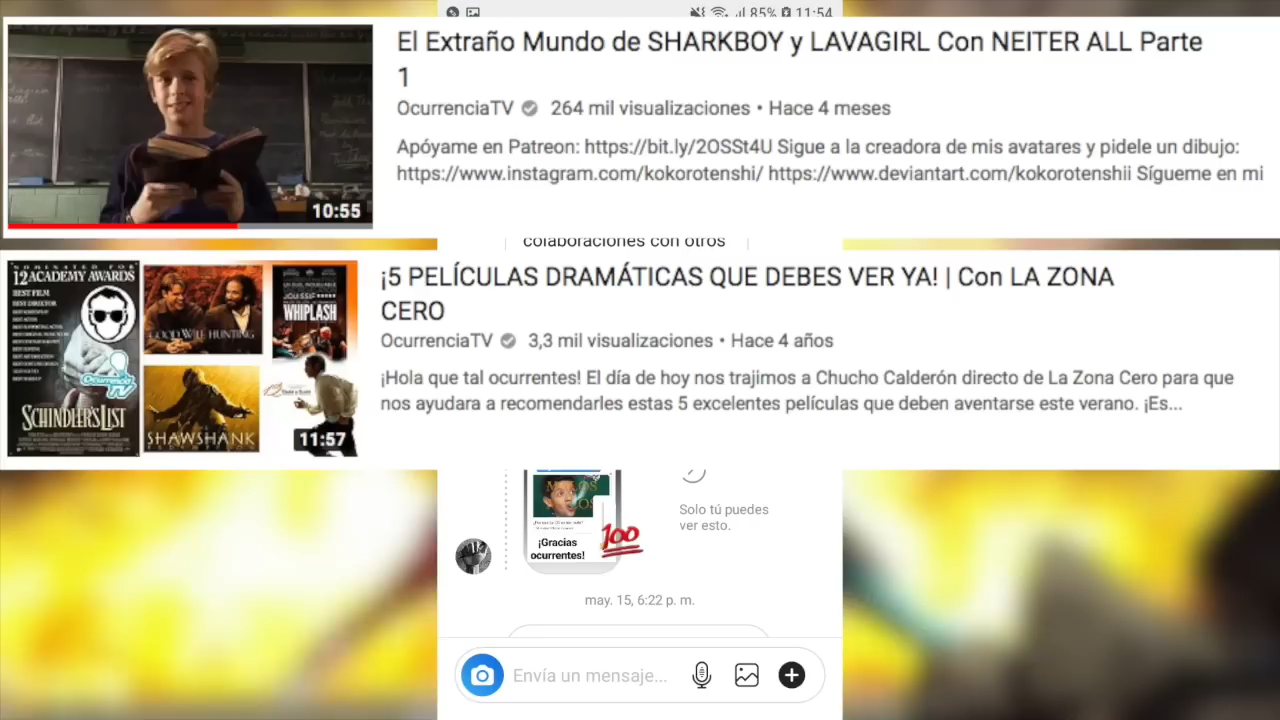 85% 11:54
El Extraño Mundo de SHARKBOY y LAVAGIRL Con NEITER ALL Parte
1
OcurrenciaTV 264 mil visualizaciones • Hace 4 meses
Apóyame en Patreon: https://bit.ly/2OSSt4U Sigue a la creadora de mis avatares y pidele un dibujo:
https://www.instagram.com/kokorotenshi/ https://www.deviantart.com/kokorotenshii Sígueme en mi
10:55
colaboraciones con otros
¡5 PELÍCULAS DRAMÁTICAS QUE DEBES VER YA! | Con LA ZONA
CERO
OcurrenciaTV 3,3 mil visualizaciones • Hace 4 años
¡Hola que tal ocurrentes! El día de hoy nos trajimos a Chucho Calderón directo de La Zona Cero para que
nos ayudara a recomendarles estas 5 excelentes películas que deben aventarse este verano. ¡Es...
NOMINATED FOR
12 ACADEMY AWARDS
BEST FILM
BEST DIRECTOR
GOOD WILL HUNTING
WHIPLASH
Ocurrencia
TV
SCHINDLER'S LIST
SHAWSHANK
11:57
Solo tú puedes
ver esto.
¡Gracias
ocurrentes!
100
may. 15, 6:22 p. m.
Envía un mensaje...